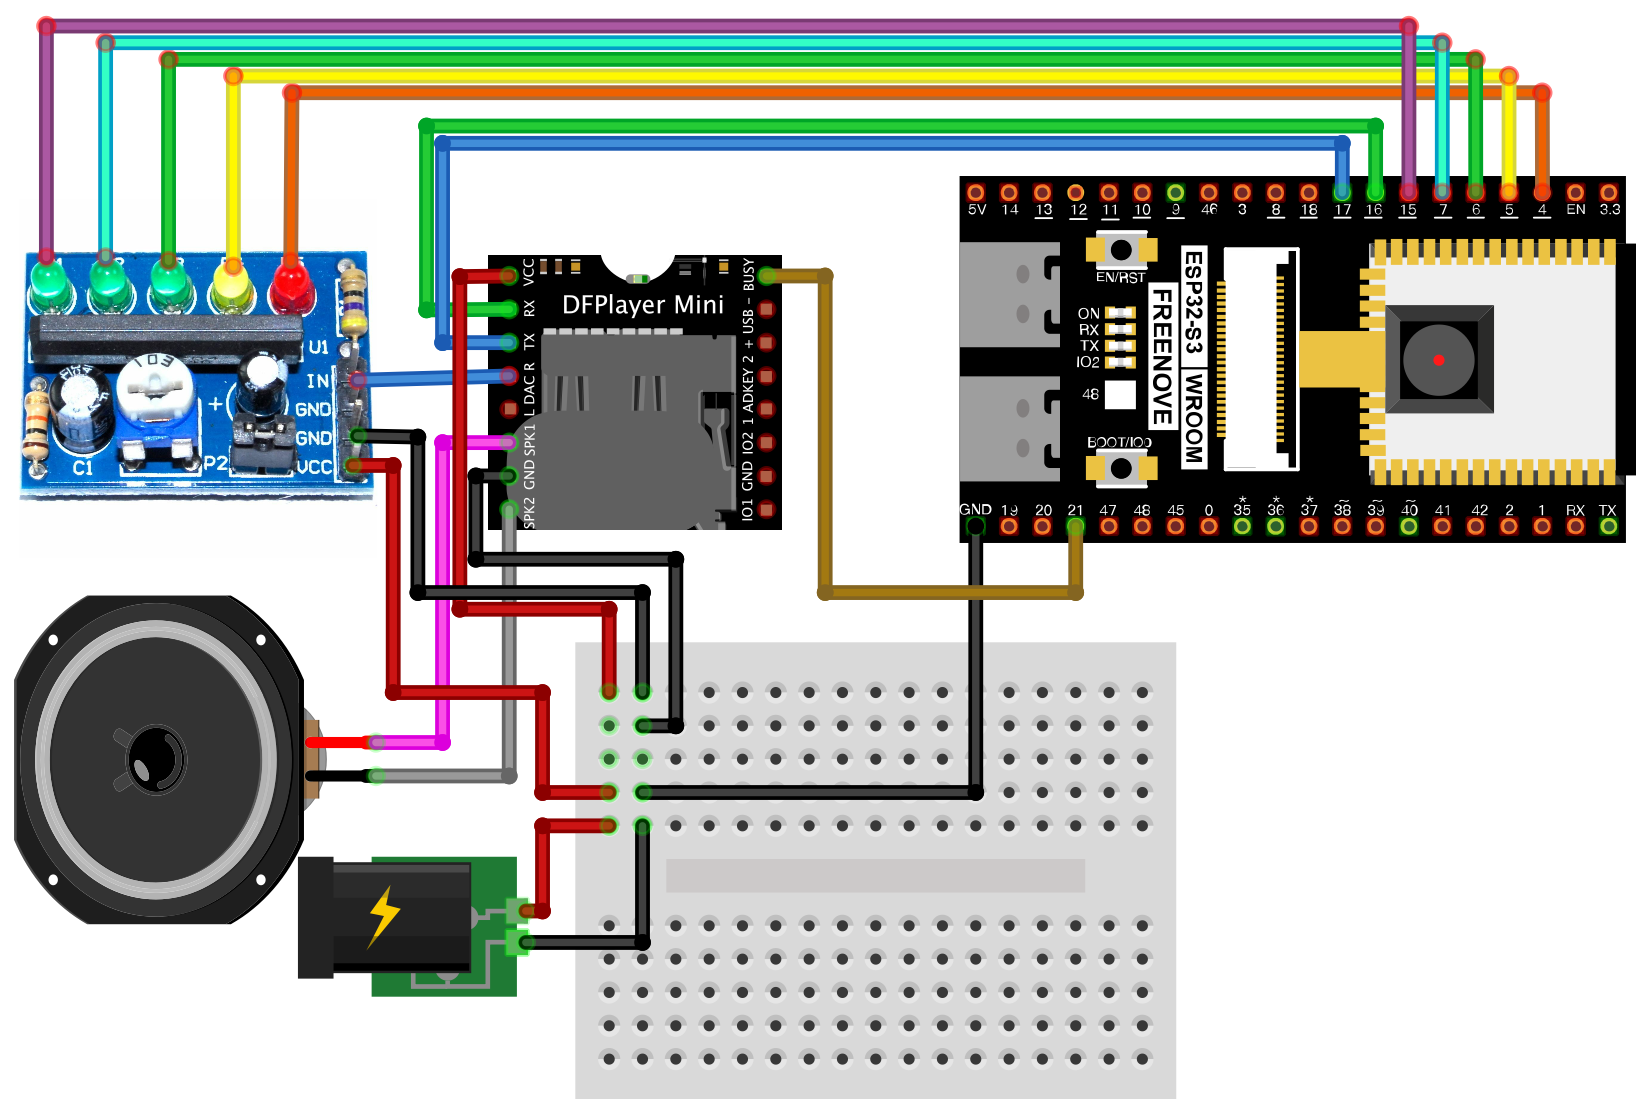 5V 14 13 12 11 10 9 46 3 8 18 17 16 15 7 6 5 4 EN 3.3
EN/RST
ON
RX
TX
IO2
48
BOOT/IO0
FREENOVE
ESP32-S3 WROOM
GND 19 20 21 47 48 45 0 35 36 37 38 39 40 41 42 2 1 RX TX
* * * ~ ~ ~
DFPlayer Mini
VCC
RX
TX
DAC R
L
SPK1
GND
SPK2
BUSY
USB -
+
ADKEY 2
1
IO2
GND
IO1
103
U1
IN
GND
GND
VCC
+
C1
P2